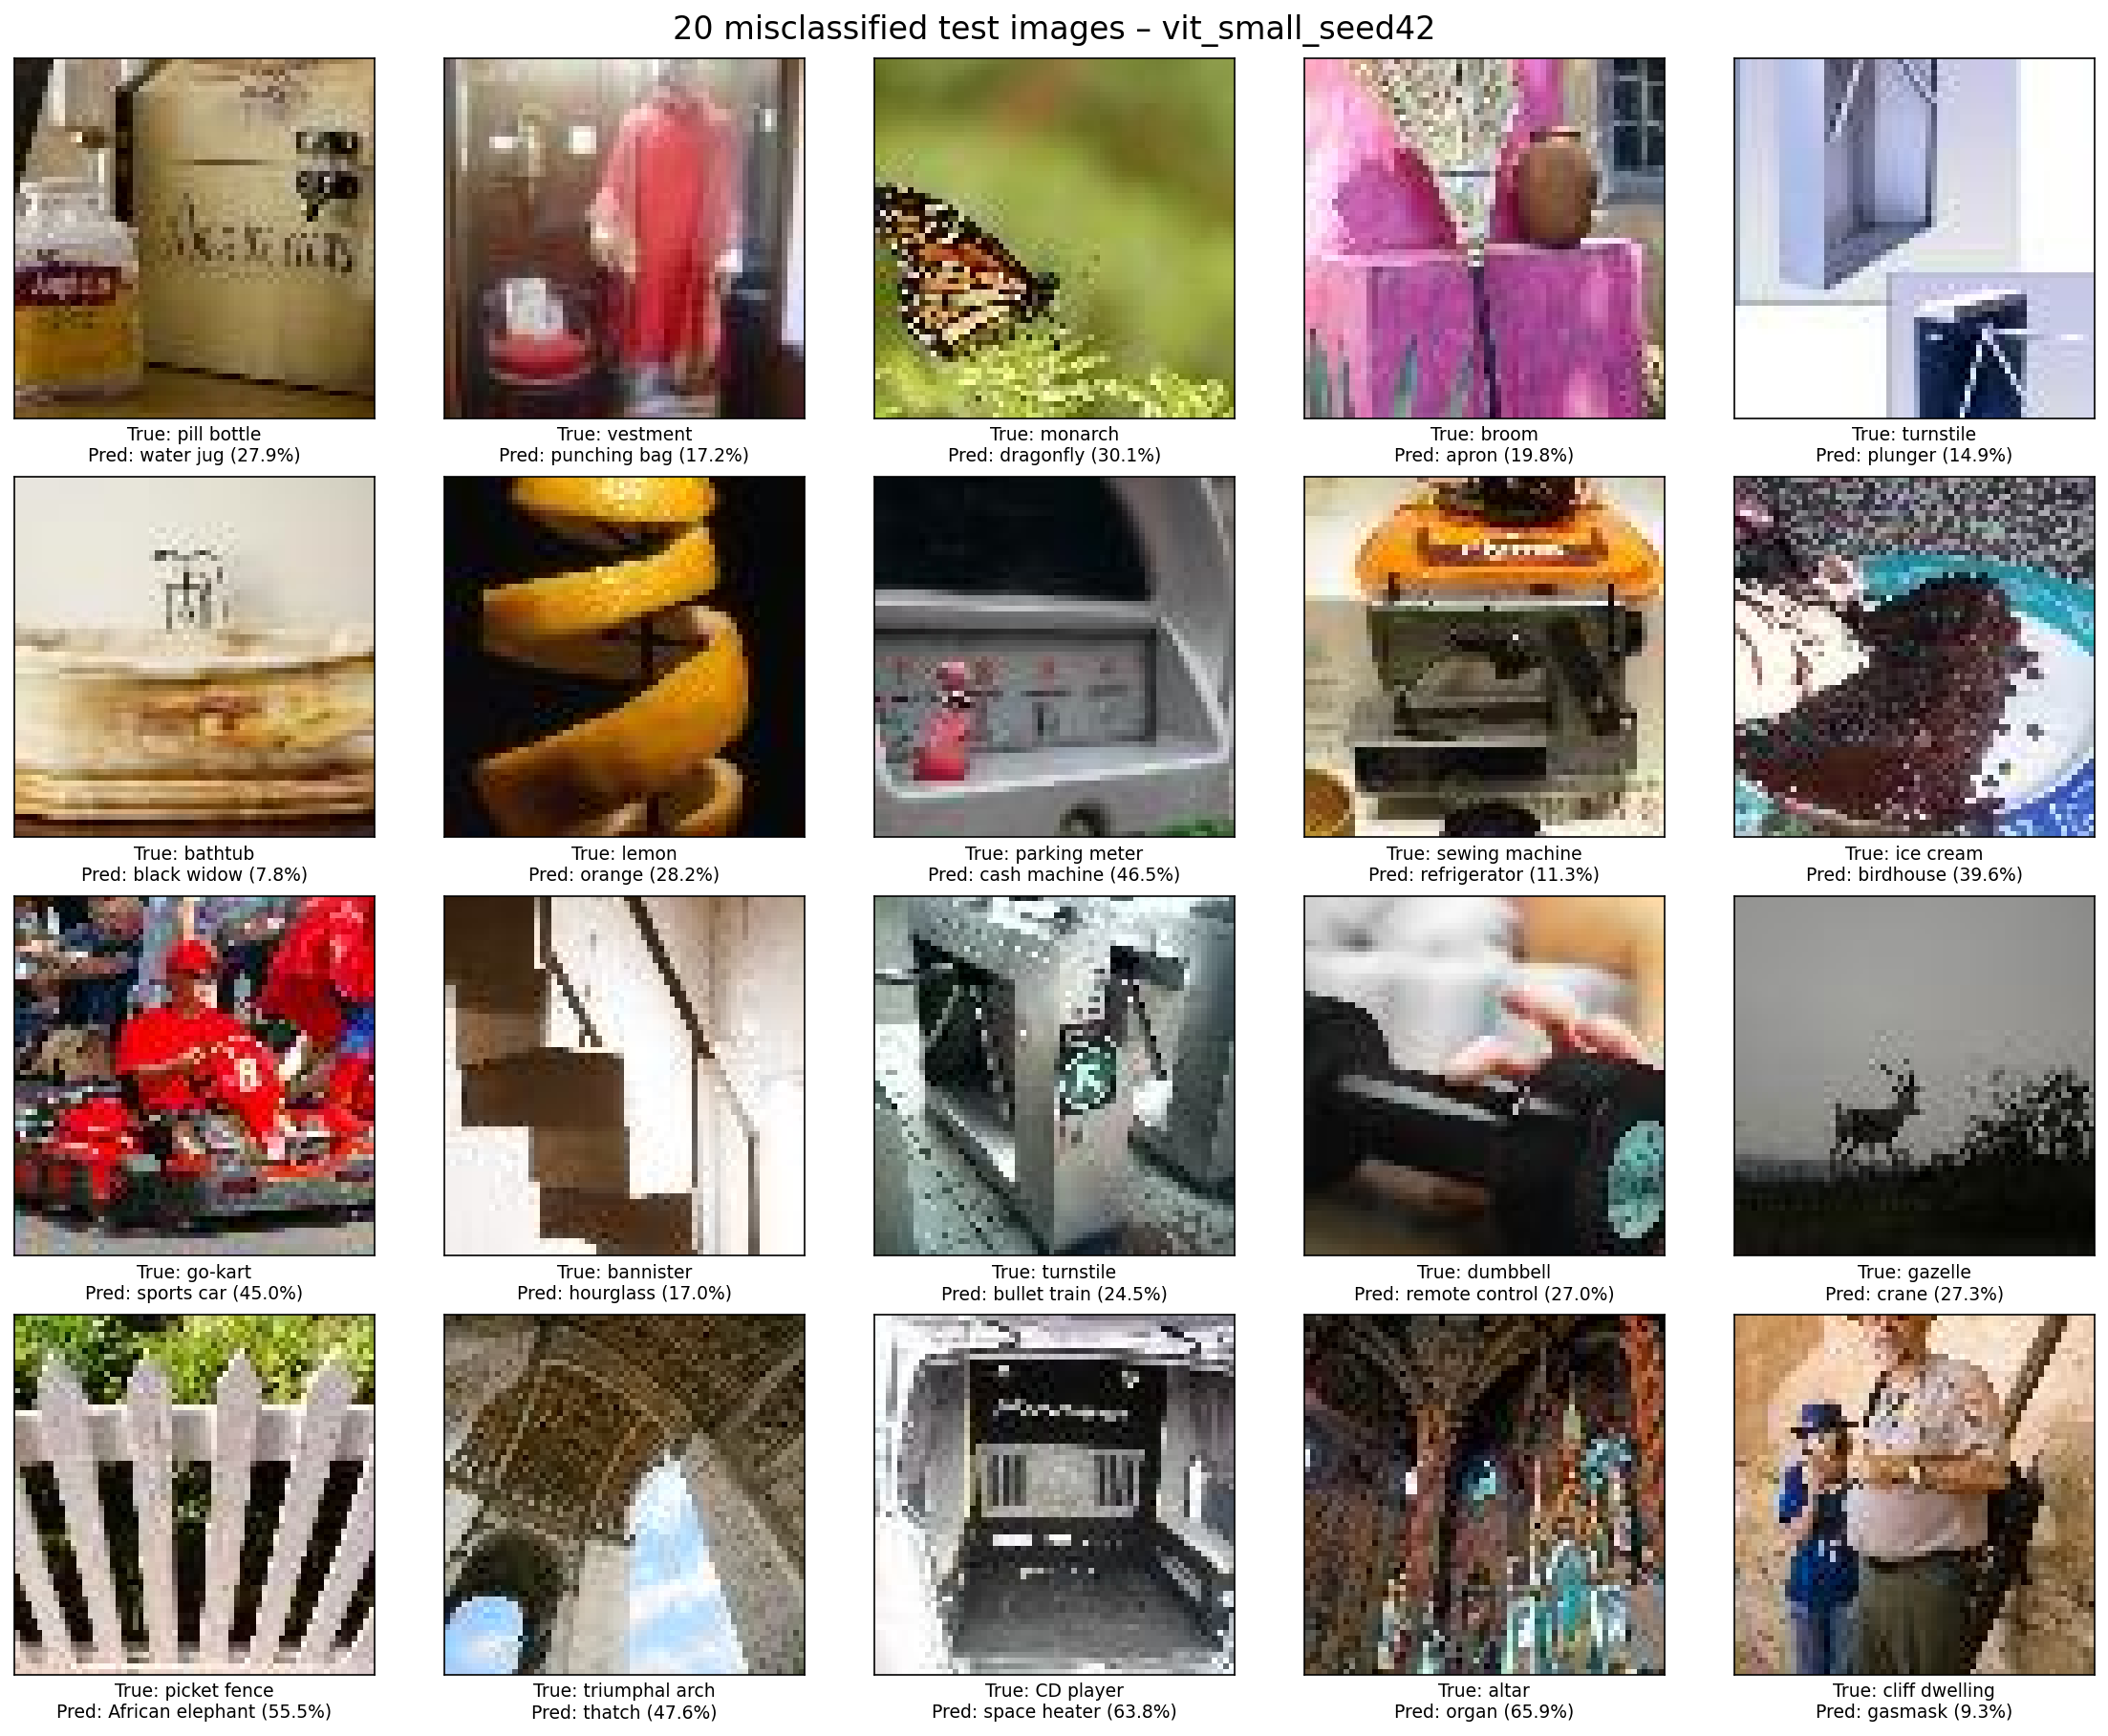 20 misclassified test images – vit_small_seed42
True: pill bottle
Pred: water jug (27.9%)
True: vestment
Pred: punching bag (17.2%)
True: monarch
Pred: dragonfly (30.1%)
True: broom
Pred: apron (19.8%)
True: turnstile
Pred: plunger (14.9%)
True: bathtub
Pred: black widow (7.8%)
True: lemon
Pred: orange (28.2%)
True: parking meter
Pred: cash machine (46.5%)
True: sewing machine
Pred: refrigerator (11.3%)
True: ice cream
Pred: birdhouse (39.6%)
8
True: go-kart
Pred: sports car (45.0%)
True: bannister
Pred: hourglass (17.0%)
True: turnstile
Pred: bullet train (24.5%)
True: dumbbell
Pred: remote control (27.0%)
True: gazelle
Pred: crane (27.3%)
True: picket fence
Pred: African elephant (55.5%)
True: triumphal arch
Pred: thatch (47.6%)
True: CD player
Pred: space heater (63.8%)
True: altar
Pred: organ (65.9%)
True: cliff dwelling
Pred: gasmask (9.3%)